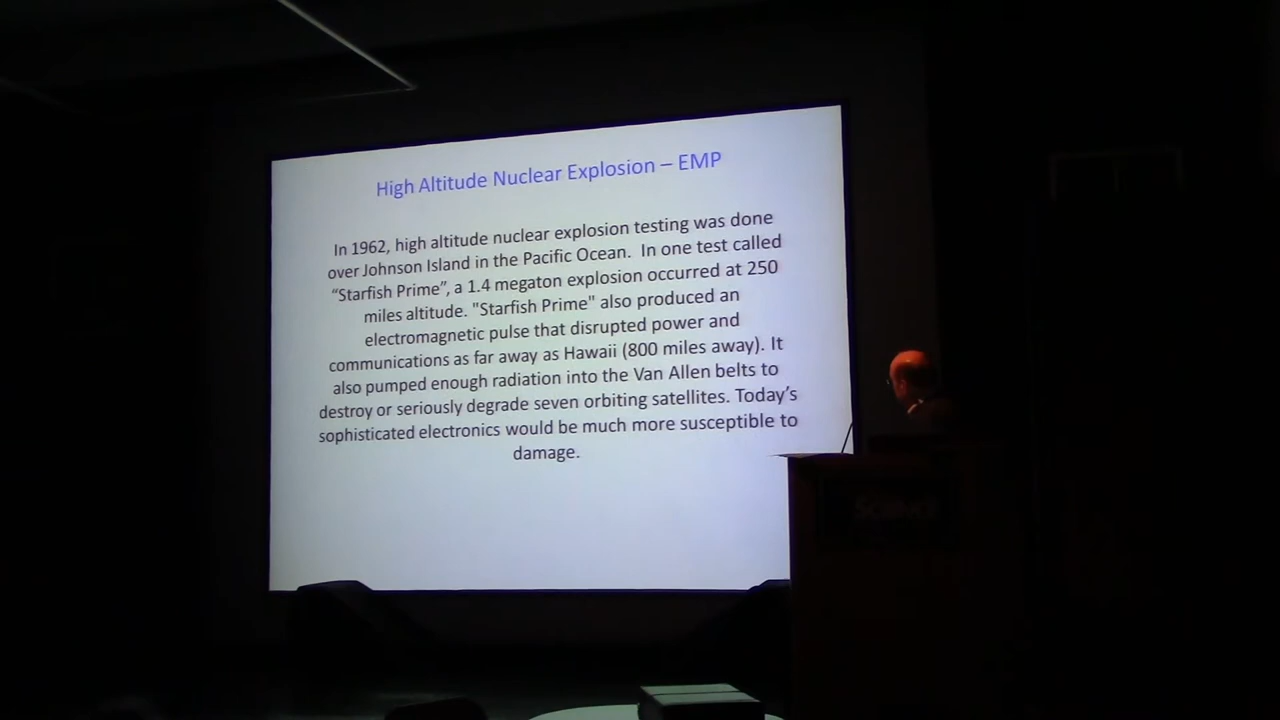 High Altitude Nuclear Explosion – EMP
In 1962, high altitude nuclear explosion testing was done
over Johnson Island in the Pacific Ocean.  In one test called
“Starfish Prime”, a 1.4 megaton explosion occurred at 250
miles altitude. "Starfish Prime" also produced an
electromagnetic pulse that disrupted power and
communications as far away as Hawaii (800 miles away). It
also pumped enough radiation into the Van Allen belts to
destroy or seriously degrade seven orbiting satellites. Today’s
sophisticated electronics would be much more susceptible to
damage.